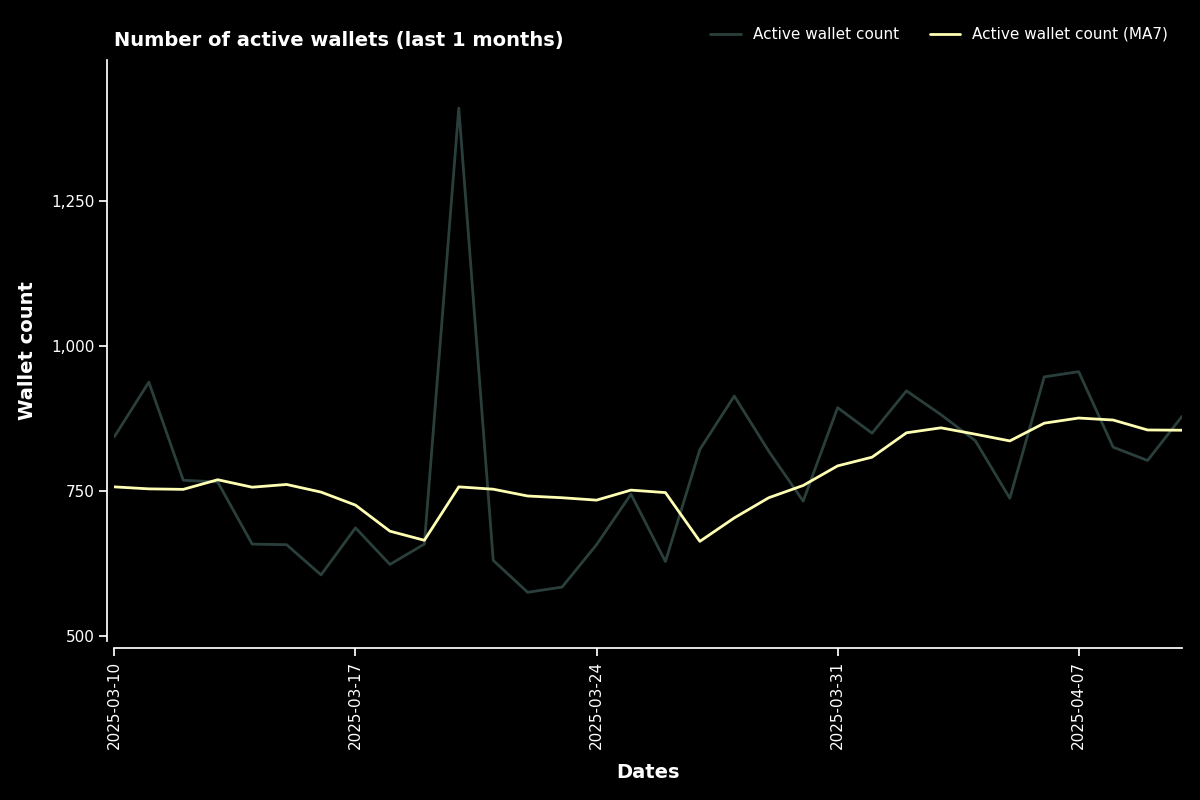 Number of active wallets (last 1 months)
Active wallet count
Active wallet count (MA7)
Wallet count
1,250
1,000
750
500
2025-03-10
2025-03-17
2025-03-24
2025-03-31
2025-04-07
Dates